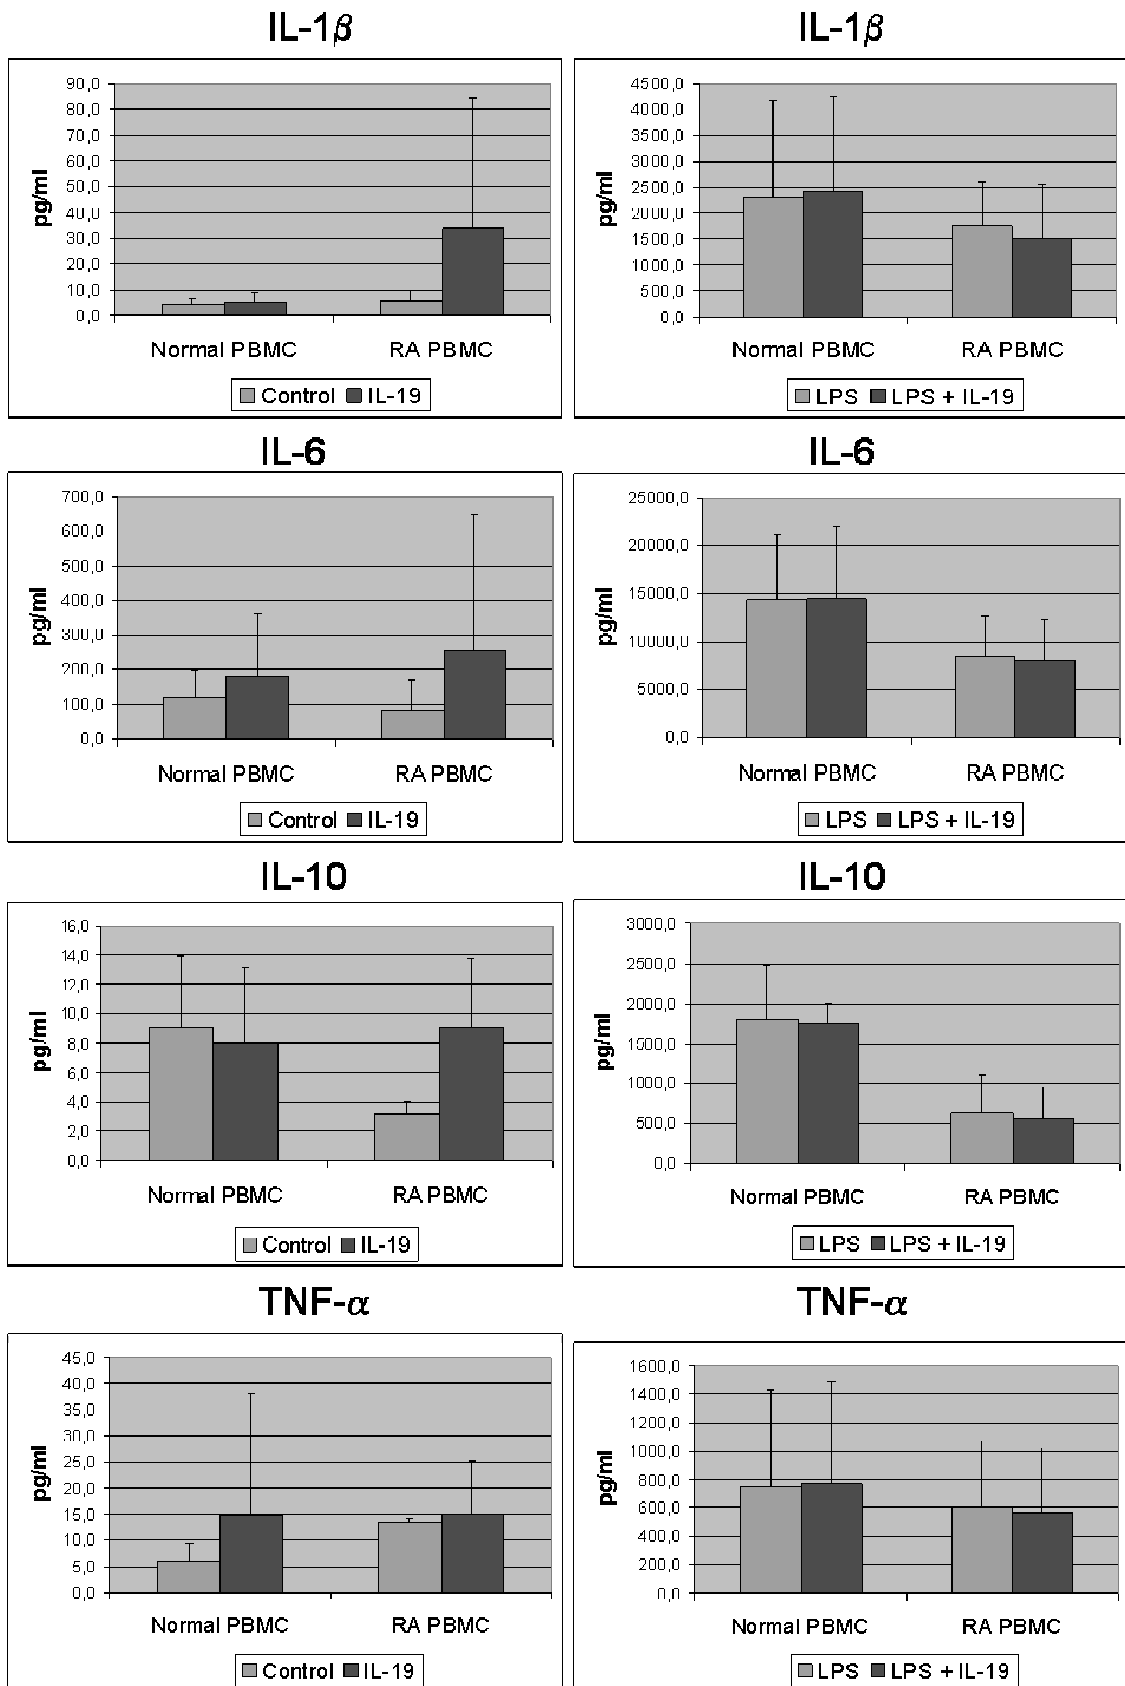 IL-1β
90,0
80,0
70,0
60,0
50,0
40,0
30,0
20,0
10,0
0,0
pg/ml
Normal PBMC RA PBMC
Control IL-19
IL-1β
4500,0
4000,0
3500,0
3000,0
2500,0
2000,0
1500,0
1000,0
500,0
0,0
pg/ml
Normal PBMC RA PBMC
LPS LPS + IL-19
IL-6
700,0
600,0
500,0
400,0
300,0
200,0
100,0
0,0
pg/ml
Normal PBMC RA PBMC
Control IL-19
IL-6
25000,0
20000,0
15000,0
10000,0
5000,0
0,0
pg/ml
Normal PBMC RA PBMC
LPS LPS + IL-19
IL-10
16,0
14,0
12,0
10,0
8,0
6,0
4,0
2,0
0,0
pg/ml
Normal PBMC RA PBMC
Control IL-19
IL-10
3000,0
2500,0
2000,0
1500,0
1000,0
500,0
0,0
pg/ml
Normal PBMC RA PBMC
LPS LPS + IL-19
TNF-α
45,0
40,0
35,0
30,0
25,0
20,0
15,0
10,0
5,0
0,0
pg/ml
Normal PBMC RA PBMC
Control IL-19
TNF-α
1600,0
1400,0
1200,0
1000,0
800,0
600,0
400,0
200,0
0,0
pg/ml
Normal PBMC RA PBMC
LPS LPS + IL-19